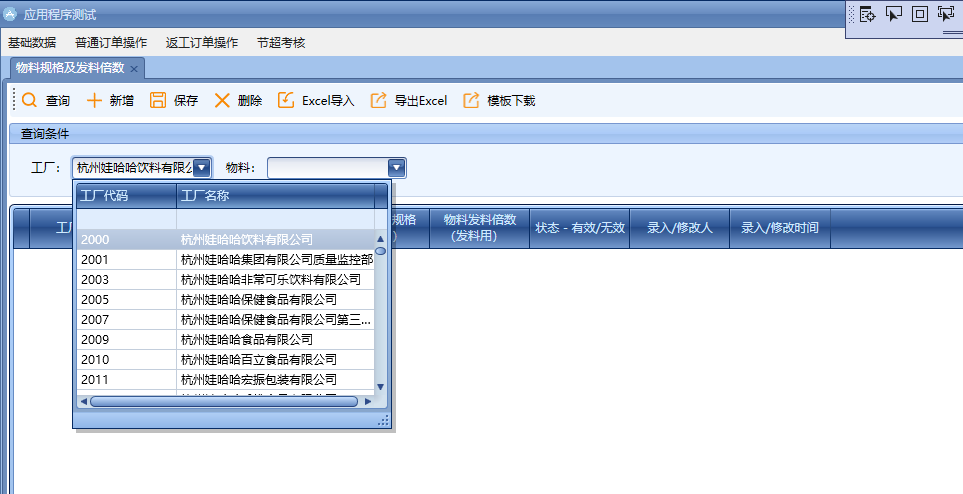 应用程序测试
基础数据 普通订单操作 返工订单操作 节超考核
物料规格及发料倍数
查询 新增 保存 删除 Excel导入 导出Excel 模板下载
查询条件
工厂： 杭州娃哈哈饮料有限公 物料：
工厂代码 工厂名称
工厂
规格
）
物料发料倍数
（发料用）
状态 - 有效/无效 录入/修改人 录入/修改时间
2000 杭州娃哈哈饮料有限公司
2001 杭州娃哈哈集团有限公司质量监控部
2003 杭州娃哈哈非常可乐饮料有限公司
2005 杭州娃哈哈保健食品有限公司
2007 杭州娃哈哈保健食品有限公司第三...
2009 杭州娃哈哈食品有限公司
2010 杭州娃哈哈百立食品有限公司
2011 杭州娃哈哈宏振包装有限公司